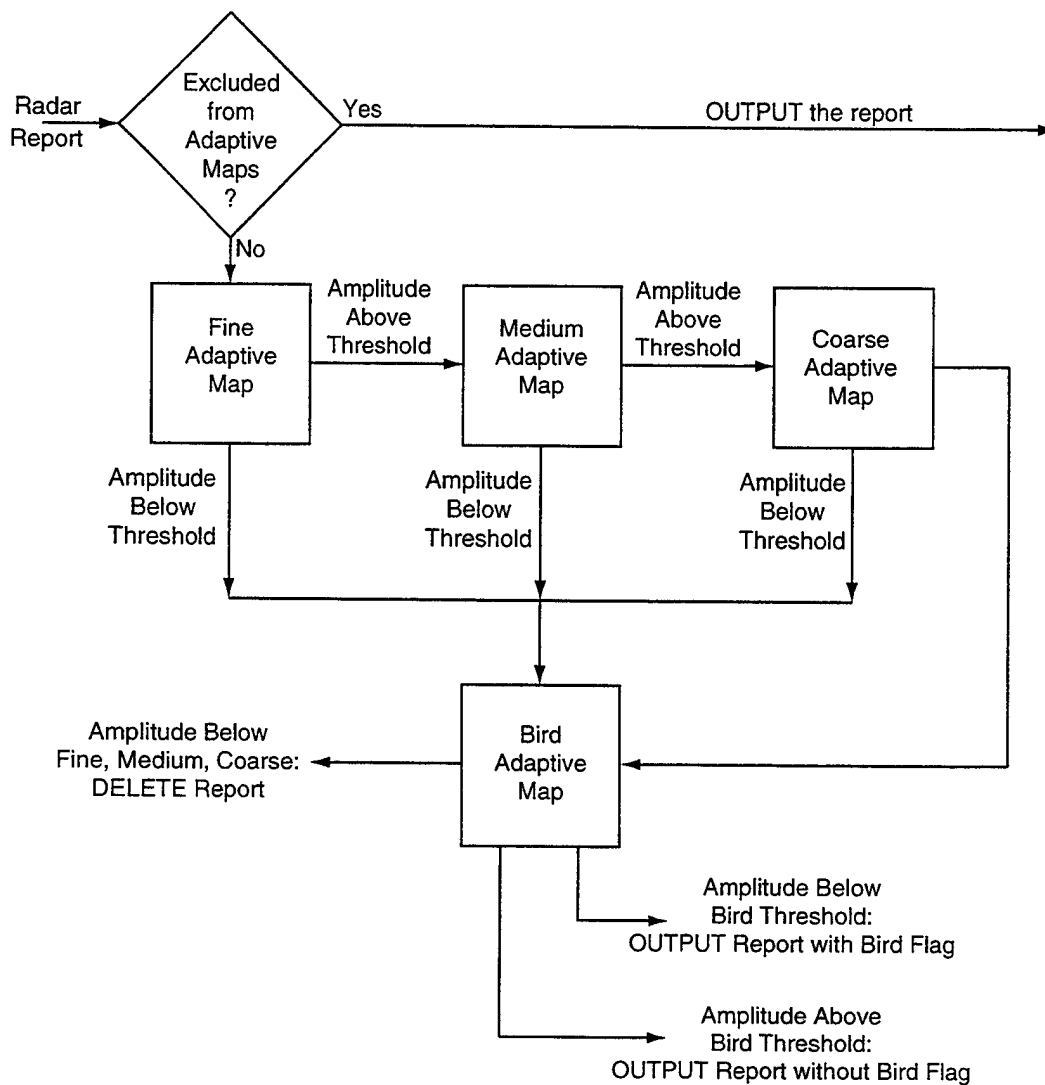 Radar
Report
Excluded
from
Adaptive
Maps
?
Yes
OUTPUT the report
No
Fine
Adaptive
Map
Amplitude
Above
Threshold
Medium
Adaptive
Map
Amplitude
Above
Threshold
Coarse
Adaptive
Map
Amplitude
Below
Threshold
Amplitude
Below
Threshold
Amplitude
Below
Threshold
Bird
Adaptive
Map
Amplitude Below
Fine, Medium, Coarse:
DELETE Report
Amplitude Below
Bird Threshold:
OUTPUT Report with Bird Flag
Amplitude Above
Bird Threshold:
OUTPUT Report without Bird Flag